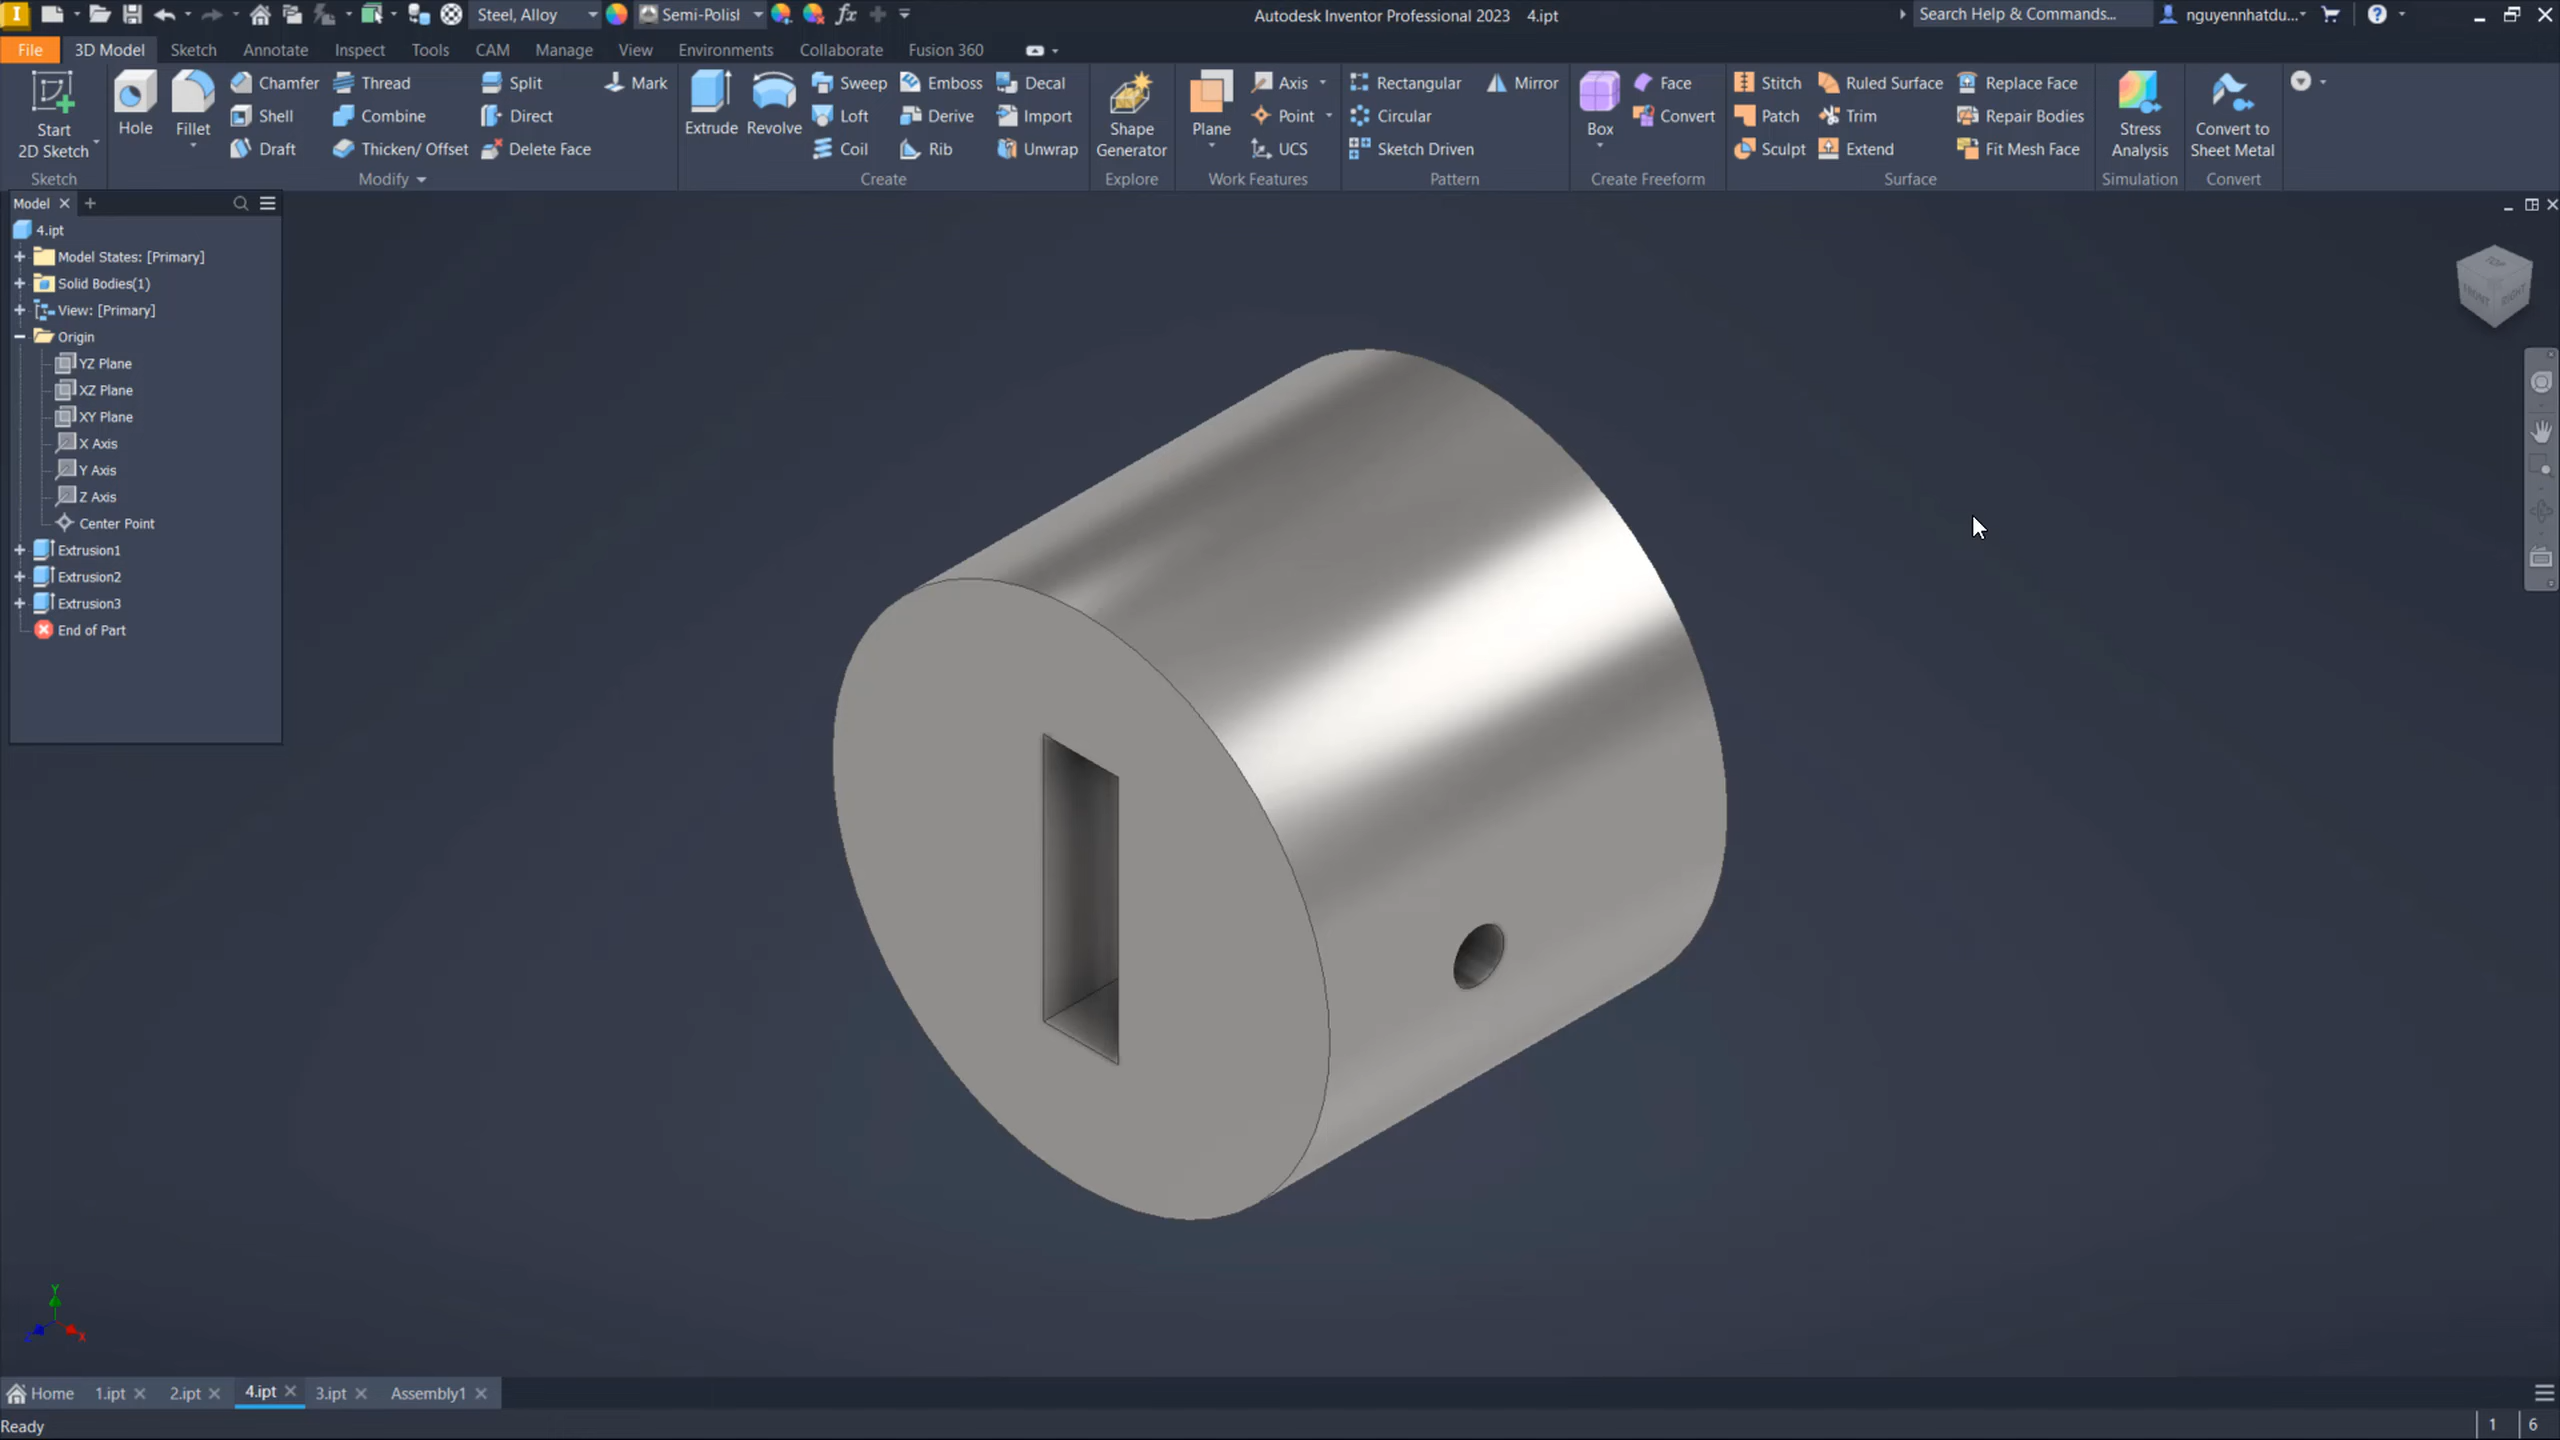 I Steel, Alloy Semi-Polisl fx Autodesk Inventor Professional 2023 4.ipt Search Help & Commands... nguyennhatdu... ?
File 3D Model Sketch Annotate Inspect Tools CAM Manage View Environments Collaborate Fusion 360
Start 2D Sketch
Hole
Fillet
Chamfer Thread Split Mark
Shell Combine Direct
Draft Thicken/ Offset Delete Face
Extrude
Revolve
Sweep Emboss Decal
Loft Derive Import
Coil Rib Unwrap
Shape Generator
Plane
Axis
Point
UCS
Rectangular Mirror
Circular
Sketch Driven
Box
Face
Convert
Stitch Ruled Surface Replace Face
Patch Trim Repair Bodies
Sculpt Extend Fit Mesh Face
Stress Analysis
Convert to Sheet Metal
Sketch Modify Create Explore Work Features Pattern Create Freeform Surface Simulation Convert
Model
4.ipt
Model States: [Primary]
Solid Bodies(1)
View: [Primary]
Origin
YZ Plane
XZ Plane
XY Plane
X Axis
Y Axis
Z Axis
Center Point
Extrusion1
Extrusion2
Extrusion3
End of Part
TOP
FRONT RIGHT
Y
Z X
Home 1.ipt 2.ipt 4.ipt 3.ipt Assembly1
Ready 1 6